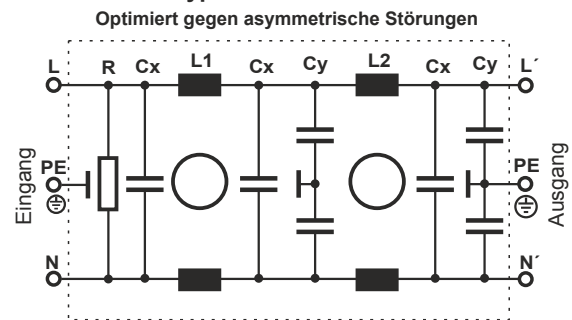 Optimiert gegen asymmetrische Störungen
L R Cx L1 Cx Cy L2 Cx Cy L´
Eingang
PE
PE
Ausgang
N
N´